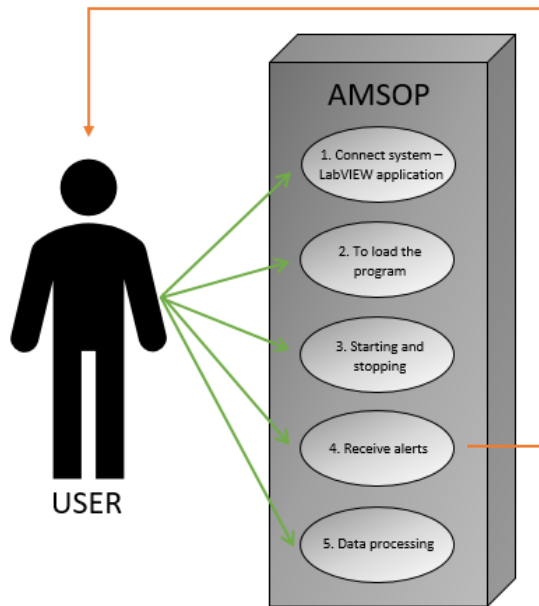 AMSOP
1. Connect system –
LabVIEW application
2. To load the
program
3. Starting and
stopping
4. Receive alerts
5. Data processing
USER